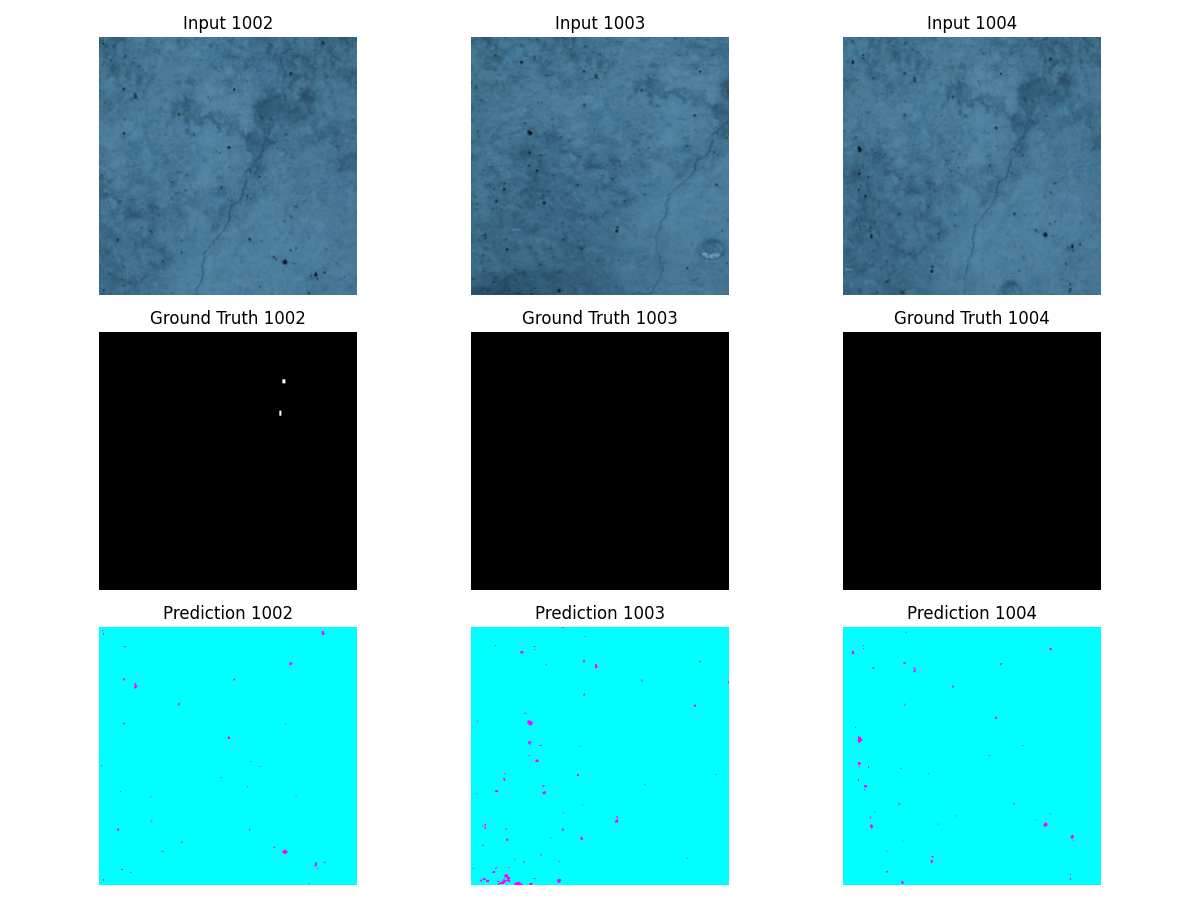 Input 1002
Input 1003
Input 1004
Ground Truth 1002
Ground Truth 1003
Ground Truth 1004
Prediction 1002
Prediction 1003
Prediction 1004